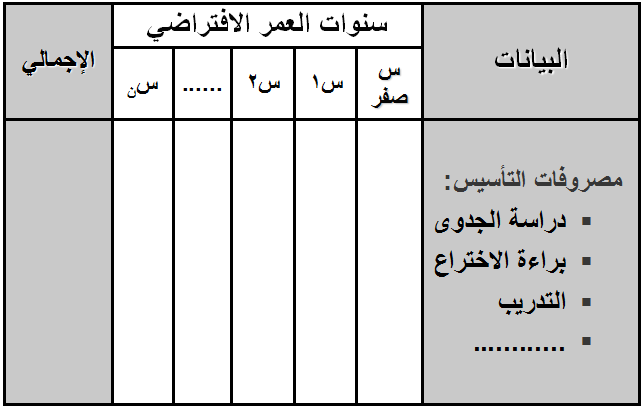 البيانات
سنوات العمر الافتراضي
الإجمالي
س صفر
س١
س٢
......
سن
مصروفات التأسيس:
▪ دراسة الجدوى
▪ براءة الاختراع
▪ التدريب
▪ ............